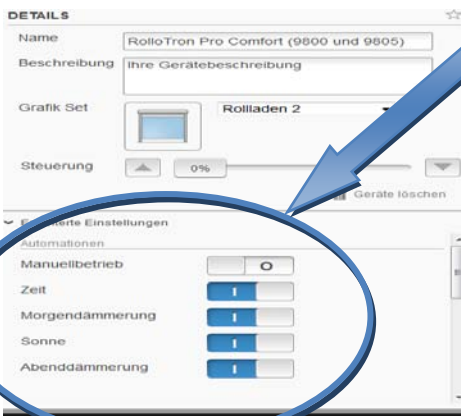 DETAILS
Name RolloTron Pro Comfort (9800 und 9805)
Beschreibung Ihre Gerätebeschreibung
Grafik Set Rollladen 2
Steuerung 0%
Geräte löschen
Einstellungen
Automationen
Manuellbetrieb O
Zeit I
Morgendämmerung I
Sonne I
Abenddämmerung I